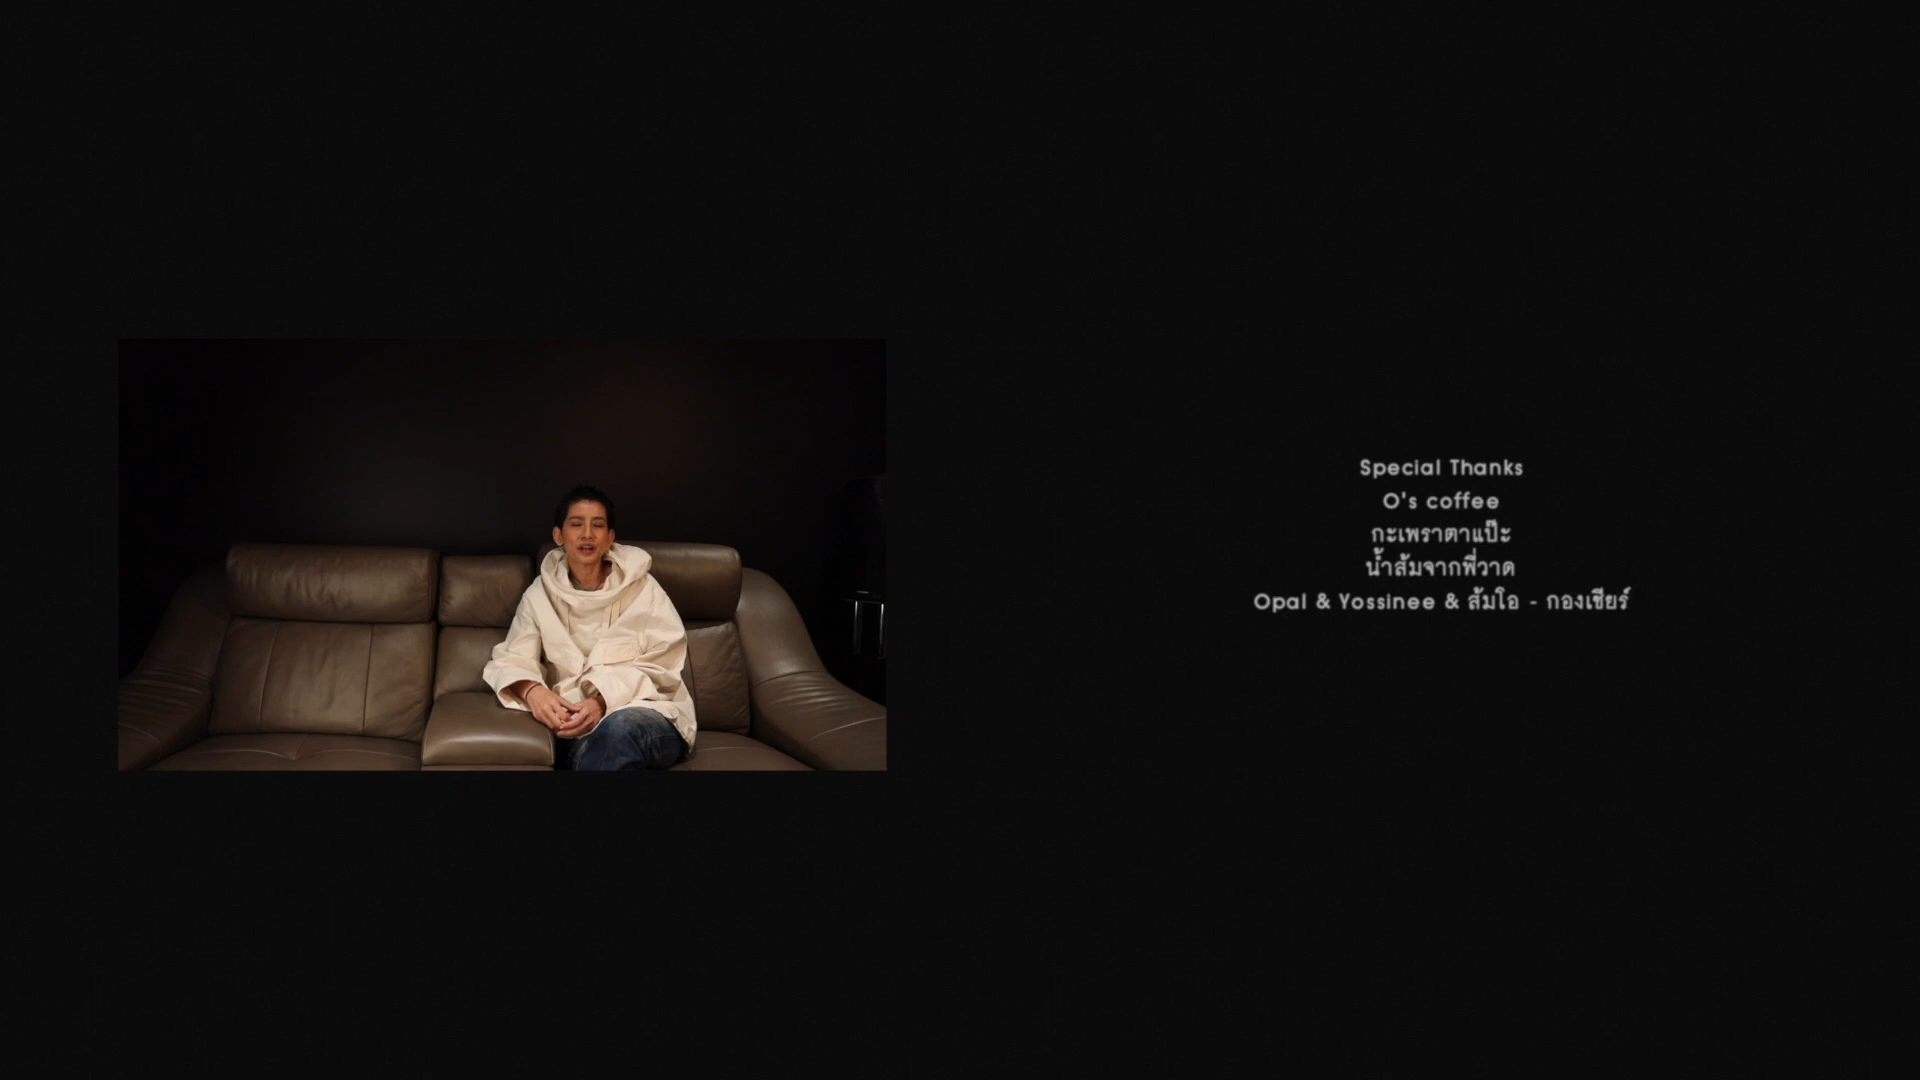 Special Thanks
O's coffee
กะเพราตาแป๊ะ
น้ำส้มจากพี่วาด
Opal & Yossinee & ส้มโอ - กองเชียร์